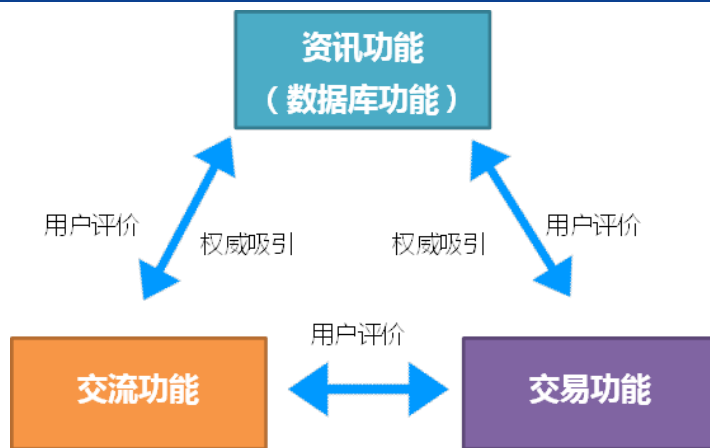 资讯功能
（数据库功能）
用户评价
用户评价
权威吸引
权威吸引
用户评价
交流功能
交易功能